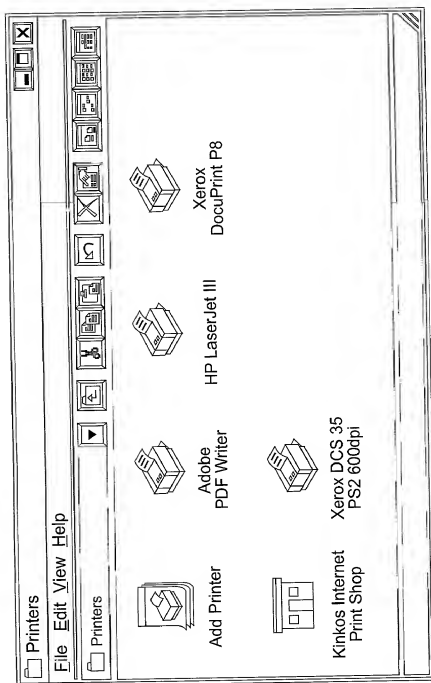 Printers
File Edit View Help
Printers
Add Printer
Adobe
PDF Writer
HP LaserJet III
Xerox
DocuPrint P8
Kinkos Internet
Print Shop
Xerox DCS 35
PS2 600dpi